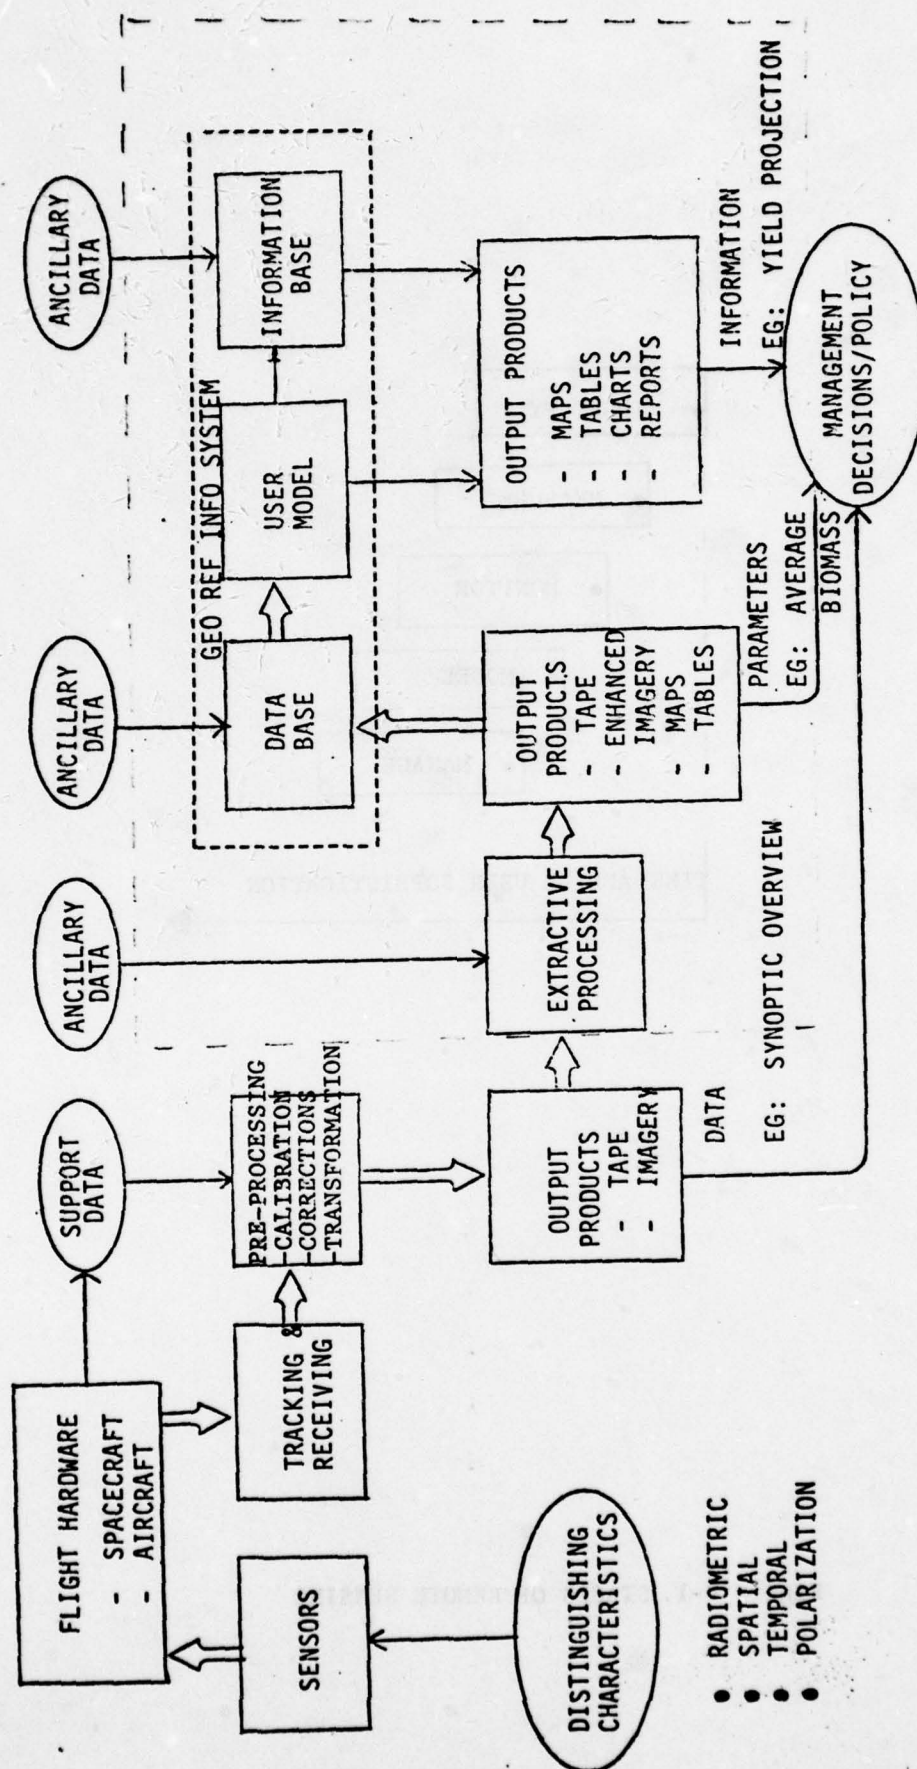 FLIGHT HARDWARE
- SPACECRAFT
- AIRCRAFT
SENSORS
DISTINGUISHING
CHARACTERISTICS
● RADIOMETRIC
● SPATIAL
● TEMPORAL
● POLARIZATION
TRACKING &
RECEIVING
SUPPORT
DATA
PRE-PROCESSING
-CALIBRATION
-CORRECTIONS
-TRANSFORMATION
OUTPUT
PRODUCTS
- TAPE
- IMAGERY
DATA
EG: SYNOPTIC OVERVIEW
ANCILLARY
DATA
EXTRACTIVE
PROCESSING
OUTPUT
PRODUCTS
- TAPE
- ENHANCED
IMAGERY
- MAPS
- TABLES
PARAMETERS
EG: AVERAGE
BIOMASS
ANCILLARY
DATA
GEO REF INFO SYSTEM
DATA
BASE
USER
MODEL
INFORMATION
BASE
ANCILLARY
DATA
OUTPUT PRODUCTS
- MAPS
- TABLES
- CHARTS
- REPORTS
INFORMATION
EG: YIELD PROJECTION
MANAGEMENT
DECISIONS/POLICY